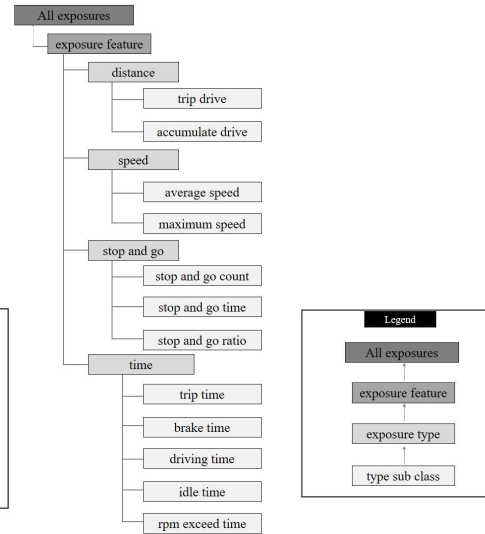 All exposures
exposure feature
distance
trip drive
accumulate drive
speed
average speed
maximum speed
stop and go
stop and go count
stop and go time
stop and go ratio
time
trip time
brake time
driving time
idle time
rpm exceed time
Legend
All exposures
exposure feature
exposure type
type sub class